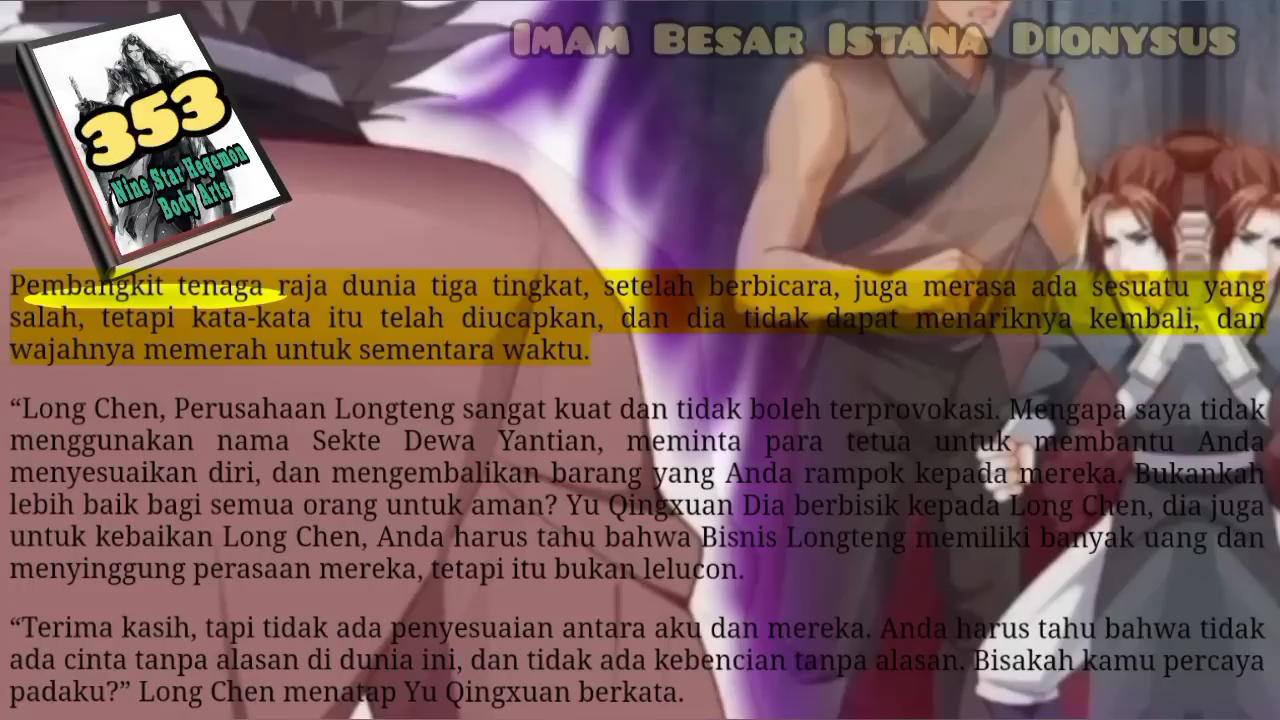 Imam Besar Istana Dionysus
353
Nine Star Hegemon
Body Arts
Pembangkit tenaga raja dunia tiga tingkat, setelah berbicara, juga merasa ada sesuatu yang
salah, tetapi kata-kata itu telah diucapkan, dan dia tidak dapat menariknya kembali, dan
wajahnya memerah untuk sementara waktu.
“Long Chen, Perusahaan Longteng sangat kuat dan tidak boleh terprovokasi. Mengapa saya tidak
menggunakan nama Sekte Dewa Yantian, meminta para tetua untuk membantu Anda
menyesuaikan diri, dan mengembalikan barang yang Anda rampok kepada mereka. Bukankah
lebih baik bagi semua orang untuk aman? Yu Qingxuan Dia berbisik kepada Long Chen, dia juga
untuk kebaikan Long Chen, Anda harus tahu bahwa Bisnis Longteng memiliki banyak uang dan
menyinggung perasaan mereka, tetapi itu bukan lelucon.
“Terima kasih, tapi tidak ada penyesuaian antara aku dan mereka. Anda harus tahu bahwa tidak
ada cinta tanpa alasan di dunia ini, dan tidak ada kebencian tanpa alasan. Bisakah kamu percaya
padaku?” Long Chen menatap Yu Qingxuan berkata.